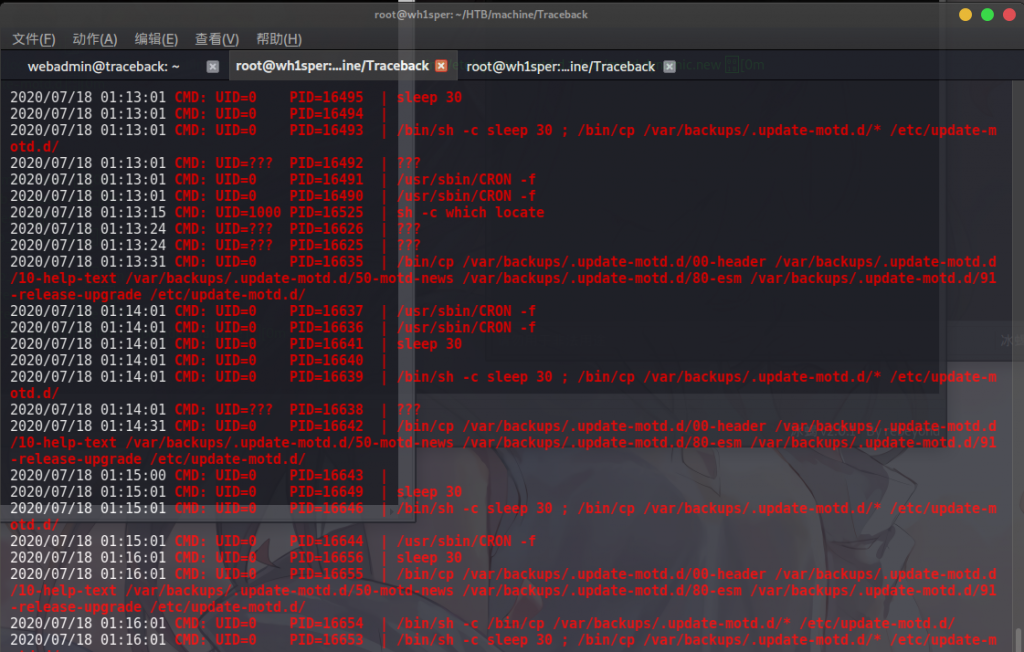 root@wh1sper: ~/HTB/machine/Traceback
文件(F) 动作(A) 编辑(E) 查看(V) 帮助(H)
webadmin@traceback: ~ root@wh1sper:...ine/Traceback root@wh1sper:...ine/Traceback
2020/07/18 01:13:01 CMD: UID=0 PID=16495 | sleep 30
2020/07/18 01:13:01 CMD: UID=0 PID=16494 |
2020/07/18 01:13:01 CMD: UID=0 PID=16493 | /bin/sh -c sleep 30 ; /bin/cp /var/backups/.update-motd.d/* /etc/update-m
otd.d/
2020/07/18 01:13:01 CMD: UID=??? PID=16492 | ???
2020/07/18 01:13:01 CMD: UID=0 PID=16491 | /usr/sbin/CRON -f
2020/07/18 01:13:01 CMD: UID=0 PID=16490 | /usr/sbin/CRON -f
2020/07/18 01:13:15 CMD: UID=1000 PID=16525 | sh -c which locate
2020/07/18 01:13:24 CMD: UID=??? PID=16626 | ???
2020/07/18 01:13:24 CMD: UID=??? PID=16625 | ???
2020/07/18 01:13:31 CMD: UID=0 PID=16635 | /bin/cp /var/backups/.update-motd.d/00-header /var/backups/.update-motd.d
/10-help-text /var/backups/.update-motd.d/50-motd-news /var/backups/.update-motd.d/80-esm /var/backups/.update-motd.d/91
-release-upgrade /etc/update-motd.d/
2020/07/18 01:14:01 CMD: UID=0 PID=16637 | /usr/sbin/CRON -f
2020/07/18 01:14:01 CMD: UID=0 PID=16636 | /usr/sbin/CRON -f
2020/07/18 01:14:01 CMD: UID=0 PID=16641 | sleep 30
2020/07/18 01:14:01 CMD: UID=0 PID=16640 |
2020/07/18 01:14:01 CMD: UID=0 PID=16639 | /bin/sh -c sleep 30 ; /bin/cp /var/backups/.update-motd.d/* /etc/update-m
otd.d/
2020/07/18 01:14:01 CMD: UID=??? PID=16638 | ???
2020/07/18 01:14:31 CMD: UID=0 PID=16642 | /bin/cp /var/backups/.update-motd.d/00-header /var/backups/.update-motd.d
/10-help-text /var/backups/.update-motd.d/50-motd-news /var/backups/.update-motd.d/80-esm /var/backups/.update-motd.d/91
-release-upgrade /etc/update-motd.d/
2020/07/18 01:15:00 CMD: UID=0 PID=16643 |
2020/07/18 01:15:01 CMD: UID=0 PID=16649 | sleep 30
2020/07/18 01:15:01 CMD: UID=0 PID=16646 | /bin/sh -c sleep 30 ; /bin/cp /var/backups/.update-motd.d/* /etc/update-m
otd.d/
2020/07/18 01:15:01 CMD: UID=0 PID=16644 | /usr/sbin/CRON -f
2020/07/18 01:16:01 CMD: UID=0 PID=16656 | sleep 30
2020/07/18 01:16:01 CMD: UID=0 PID=16655 | /bin/cp /var/backups/.update-motd.d/00-header /var/backups/.update-motd.d
/10-help-text /var/backups/.update-motd.d/50-motd-news /var/backups/.update-motd.d/80-esm /var/backups/.update-motd.d/91
-release-upgrade /etc/update-motd.d/
2020/07/18 01:16:01 CMD: UID=0 PID=16654 | /bin/sh -c /bin/cp /var/backups/.update-motd.d/* /etc/update-motd.d/
2020/07/18 01:16:01 CMD: UID=0 PID=16653 | /bin/sh -c sleep 30 ; /bin/cp /var/backups/.update-motd.d/* /etc/update-m